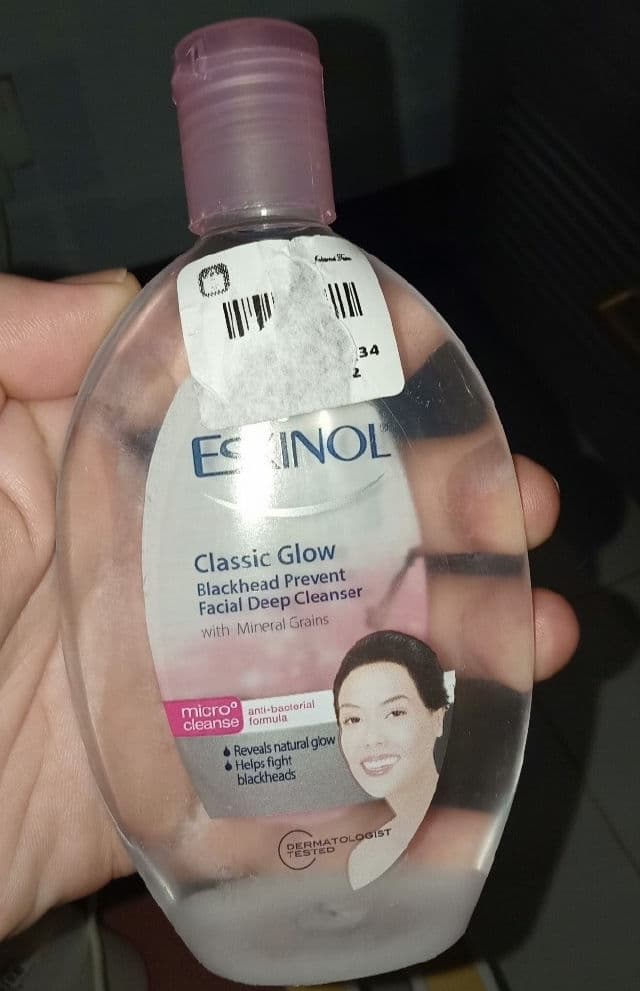 34
2
ESKINOL®
Classic Glow
Blackhead Prevent
Facial Deep Cleanser
with Mineral Grains
micro°
cleanse
anti-bacterial
formula
Reveals natural glow
Helps fight
blackheads
DERMATOLOGIST
TESTED